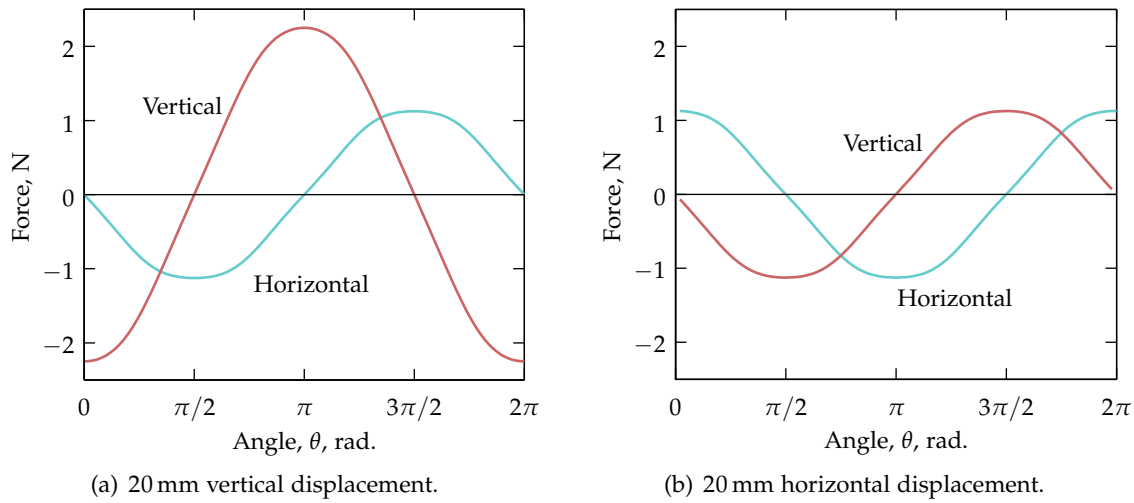 2
1
0
−1
−2
Force, N
Vertical
Horizontal
0
π/2
π
3π/2
2π
Angle, θ, rad.
(a) 20 mm vertical displacement.
2
1
0
−1
−2
Force, N
Vertical
Horizontal
0
π/2
π
3π/2
2π
Angle, θ, rad.
(b) 20 mm horizontal displacement.